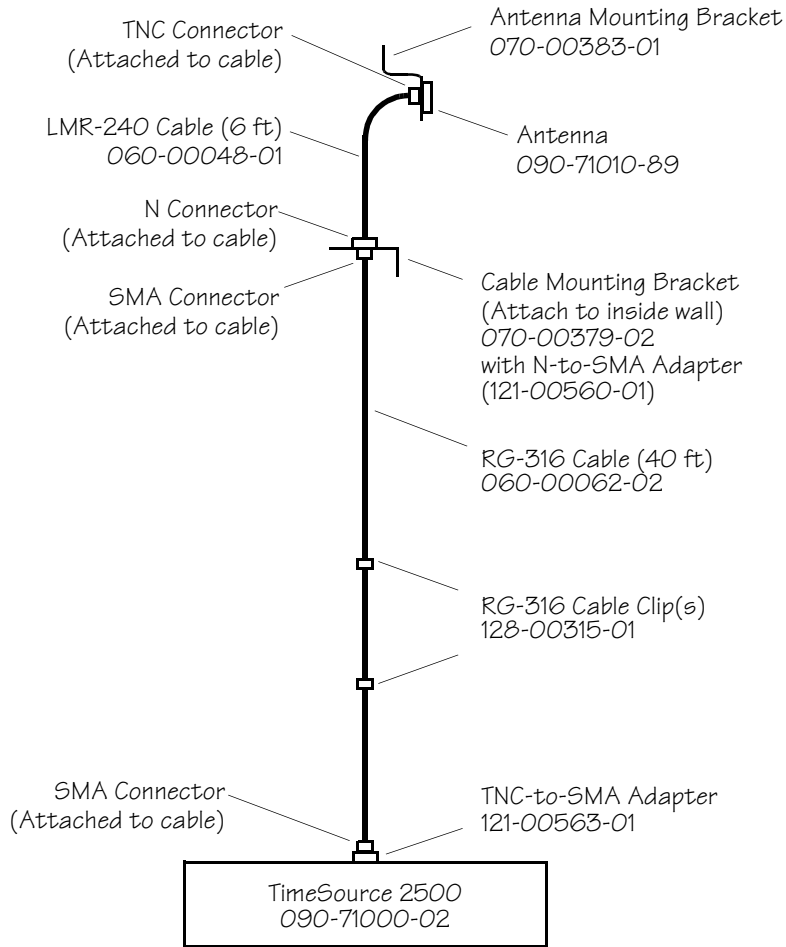 TNC Connector
(Attached to cable)
Antenna Mounting Bracket
070-00383-01
LMR-240 Cable (6 ft)
060-00048-01
Antenna
090-71010-89
N Connector
(Attached to cable)
SMA Connector
(Attached to cable)
Cable Mounting Bracket
(Attach to inside wall)
070-00379-02
with N-to-SMA Adapter
(121-00560-01)
RG-316 Cable (40 ft)
060-00062-02
RG-316 Cable Clip(s)
128-00315-01
SMA Connector
(Attached to cable)
TNC-to-SMA Adapter
121-00563-01
TimeSource 2500
090-71000-02